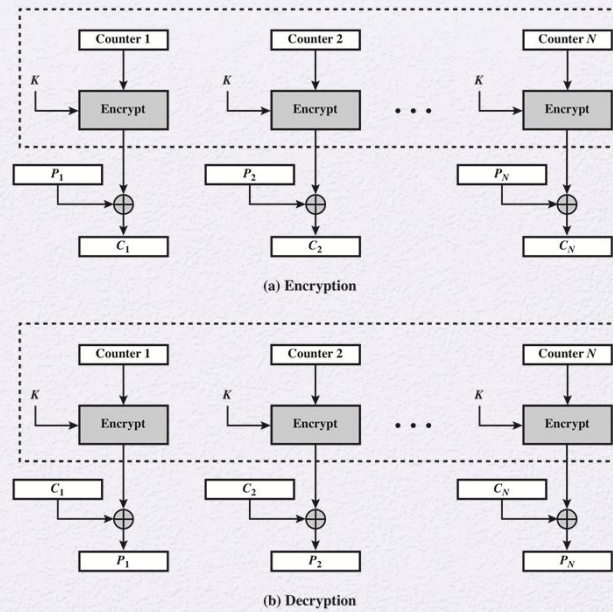 Counter 1 Counter 2 Counter N
K K K
Encrypt Encrypt • • • Encrypt
P1 P2 PN
C1 C2 CN
(a) Encryption
Counter 1 Counter 2 Counter N
K K K
Encrypt Encrypt • • • Encrypt
C1 C2 CN
P1 P2 PN
(b) Decryption